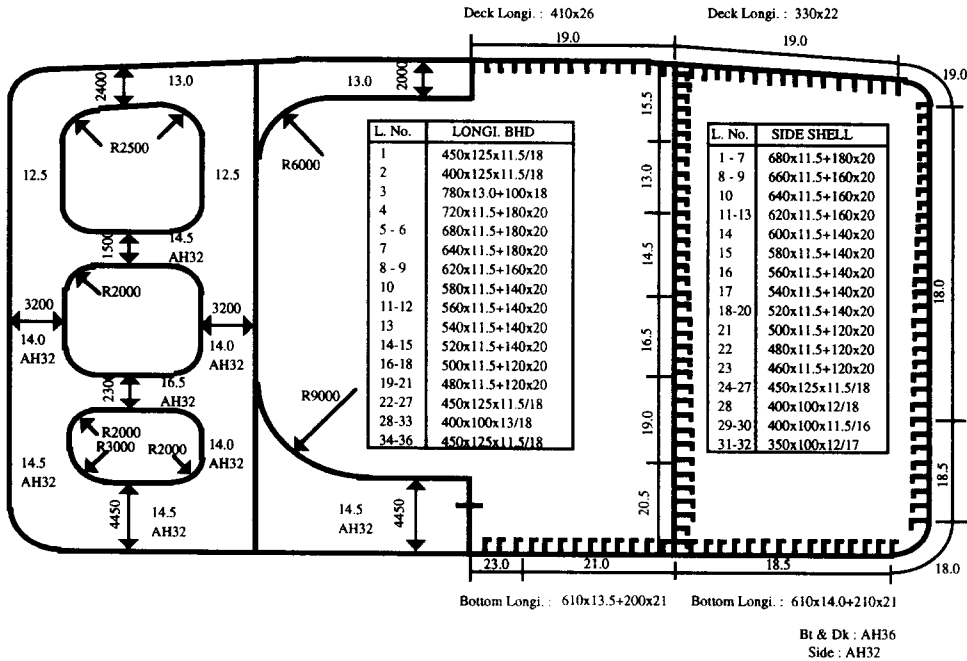 Deck Longi. : 410x26
Deck Longi. : 330x22
19.0
19.0
19.0
2400
13.0
13.0
2000
15.5
R2500
R6000
12.5
12.5
13.0
L. No. LONGI. BHD
1 450x125x11.5/18
2 400x125x11.5/18
3 780x13.0+100x18
4 720x11.5+180x20
5 - 6 680x11.5+180x20
7 640x11.5+180x20
8 - 9 620x11.5+160x20
10 580x11.5+140x20
11-12 560x11.5+140x20
13 540x11.5+140x20
14-15 520x11.5+140x20
16-18 500x11.5+120x20
19-21 480x11.5+120x20
22-27 450x125x11.5/18
28-33 400x100x13/18
34-36 450x125x11.5/18
L. No. SIDE SHELL
1 - 7 680x11.5+180x20
8 - 9 660x11.5+160x20
10 640x11.5+160x20
11-13 620x11.5+160x20
14 600x11.5+140x20
15 580x11.5+140x20
16 560x11.5+140x20
17 540x11.5+140x20
18-20 520x11.5+140x20
21 500x11.5+120x20
22 480x11.5+120x20
23 460x11.5+120x20
24-27 450x125x11.5/18
28 400x100x12/18
29-30 400x100x11.5/16
31-32 350x100x12/17
1500
14.5
AH32
14.5
R2000
3200
3200
18.0
14.0
AH32
14.0
AH32
16.5
16.5
AH32
R9000
R2000
R3000
R2000
14.0
AH32
19.0
14.5
AH32
4450
14.5
AH32
14.5
AH32
4450
20.5
18.5
23.0
21.0
18.5
18.0
Bottom Longi. : 610x13.5+200x21
Bottom Longi. : 610x14.0+210x21
Bt & Dk : AH36
Side : AH32